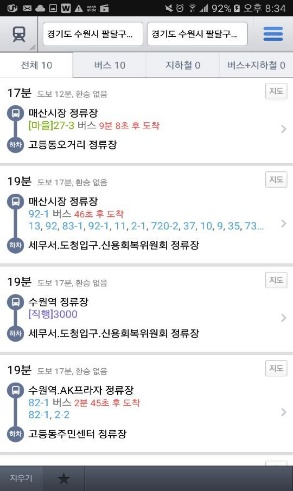 92% 오후 8:34
경기도 수원시 팔달구... 경기도 수원시 팔달구...
전체 10 버스 10 지하철 0 버스+지하철 0
17분 도보 12분, 환승 없음 지도
매산시장 정류장
[마을]27-3 버스 9분 8초 후 도착
하차 고등동오거리 정류장
19분 도보 17분, 환승 없음 지도
매산시장 정류장
92-1 버스 46초 후 도착
13, 92, 83-1, 92-1, 11, 2-1, 720-2, 37, 10, 9, 35, 73...
하차 세무서.도청입구.신용회복위원회 정류장
19분 도보 17분, 환승 없음 지도
수원역 정류장
[직행]3000
하차 세무서.도청입구.신용회복위원회 정류장
19분 도보 17분, 환승 없음 지도
수원역.AK프라자 정류장
82-1 버스 2분 45초 후 도착
82-1, 2-2
하차 고등동주민센터 정류장
지우기